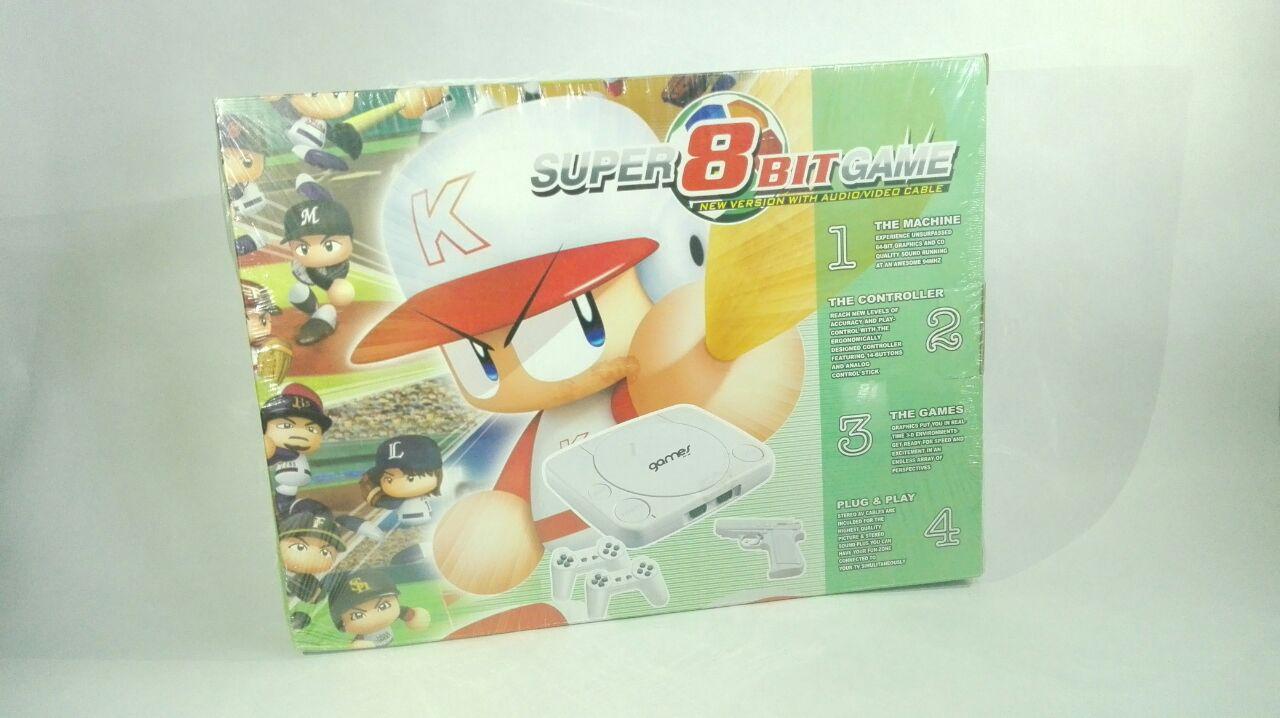 SUPER 8 BIT GAME
NEW VERSION WITH AUDIO/VIDEO CABLE
K
M
B
L
F
SH
K
games
1
THE MACHINE
EXPERIENCE UNSURPASSED
64-BIT GRAPHICS AND CD
QUALITY SOUND RUNNING
AT AN AWESOME 94MHZ
THE CONTROLLER
2
REACH NEW LEVELS OF
ACCURACY AND PLAY-
CONTROL WITH THE
ERGONOMICALLY
DESIGNED CONTROLLER
FEATURING 14-BUTTONS
AND ANALOG
CONTROL STICK
3
THE GAMES
GRAPHICS PUT YOU IN REAL-
TIME 3-D ENVIRONMENTS
GET READY FOR SPEED AND
EXCITEMENT IN AN
ENDLESS ARRAY OF
PERSPECTIVES
PLUG & PLAY
4
STEREO AV CABLES ARE
INCULDED FOR THE
HIGHEST QUALITY
PICTURE & STEREO
SOUND PLUS YOU CAN
HAVE YOUR FUN-ZONE
CONNECTED TO
YOUR TV SIMULITANEOUSLY